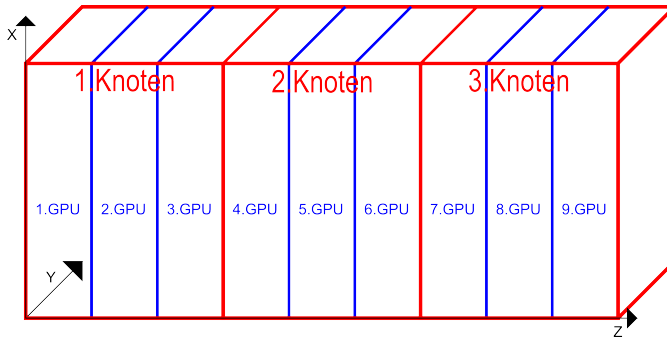 X
1.Knoten
2.Knoten
3.Knoten
1.GPU
2.GPU
3.GPU
4.GPU
5.GPU
6.GPU
7.GPU
8.GPU
9.GPU
Y
Z